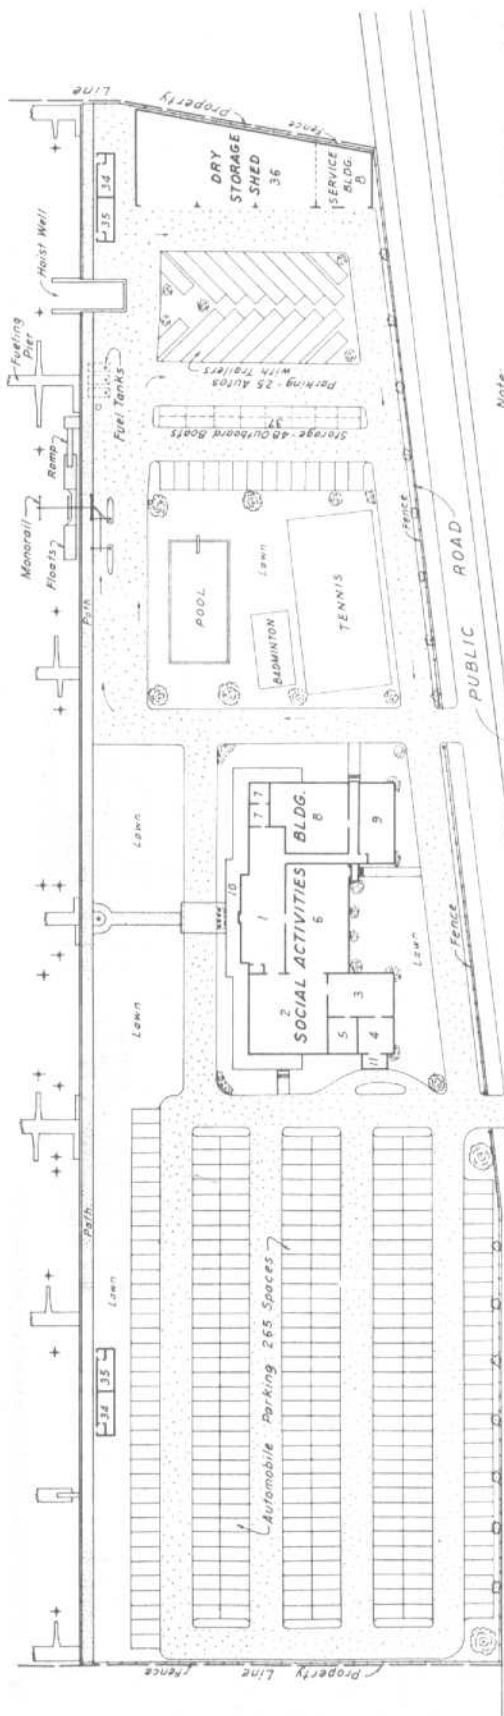 Line
Property
Fence
Hoist Well
Fueling
Pier
Ramp
Monorail
Floats
34
35
DRY
STORAGE
SHED
36
SERVICE
BLDG.
8
Fuel Tanks
Parking - 25 Autos
with Trailers
Storage - 48 Outboard Boats
37
Path
POOL
Lawn
BADMINTON
TENNIS
Fence
PUBLIC ROAD
Note:
Lawn
Lawn
10
7
7
1
BLDG.
8
9
SOCIAL ACTIVITIES
6
2
3
5
4
11
Lawn
Fence
Path
Lawn
35
34
Automobile Parking 265 Spaces
Fence
Property Line